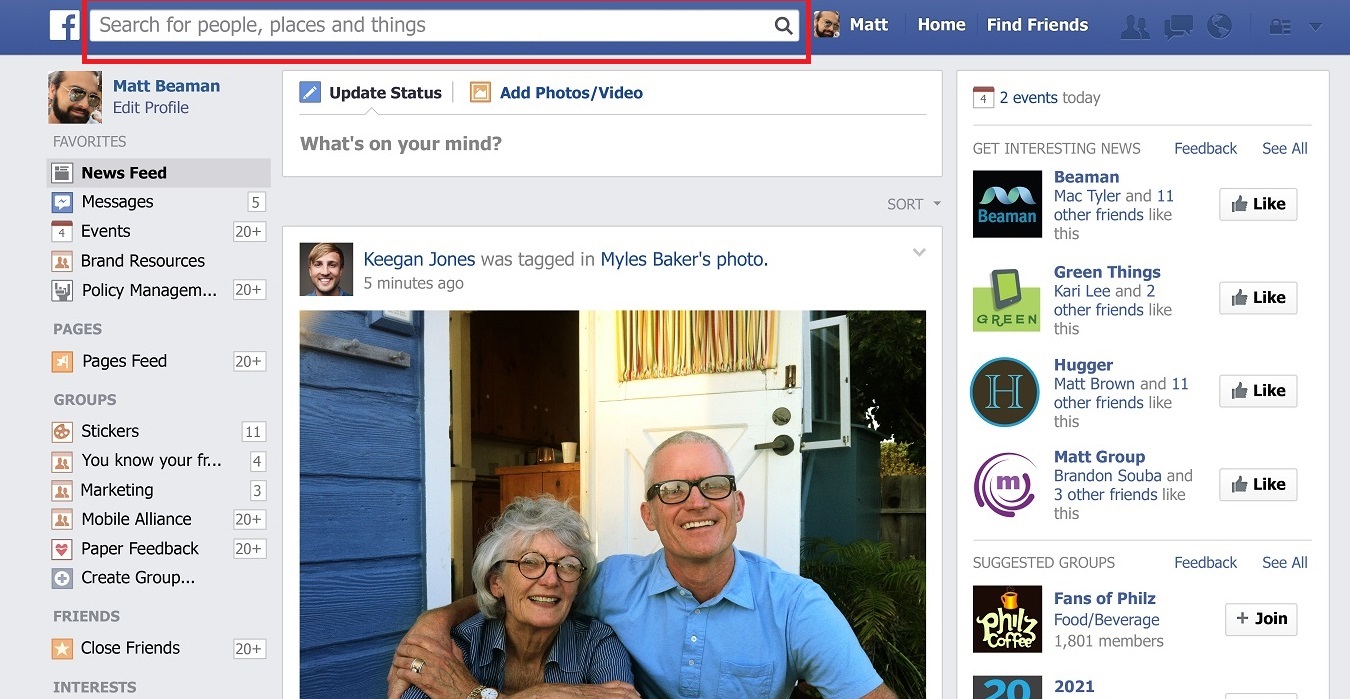 f Search for people, places and things
Matt Home Find Friends
Matt Beaman
Edit Profile
FAVORITES
News Feed
Messages 5
4 Events 20+
Brand Resources
Policy Managem... 20+
PAGES
Pages Feed 20+
GROUPS
Stickers 11
You know your fr... 4
Marketing 3
Mobile Alliance 20+
Paper Feedback 20+
Create Group...
FRIENDS
Close Friends 20+
INTERESTS
Update Status Add Photos/Video
What's on your mind?
SORT
Keegan Jones was tagged in Myles Baker's photo.
5 minutes ago
4 2 events today
GET INTERESTING NEWS Feedback See All
Beaman
Beaman
Mac Tyler and 11
other friends like
this
Like
GREEN
Green Things
Kari Lee and 2
other friends like
this
Like
H
Hugger
Matt Brown and 11
other friends like
this
Like
m
Matt Group
Brandon Souba and
3 other friends like
this
Like
SUGGESTED GROUPS Feedback See All
Philz
Coffee
Fans of Philz
Food/Beverage
1,801 members
+ Join
20
2021